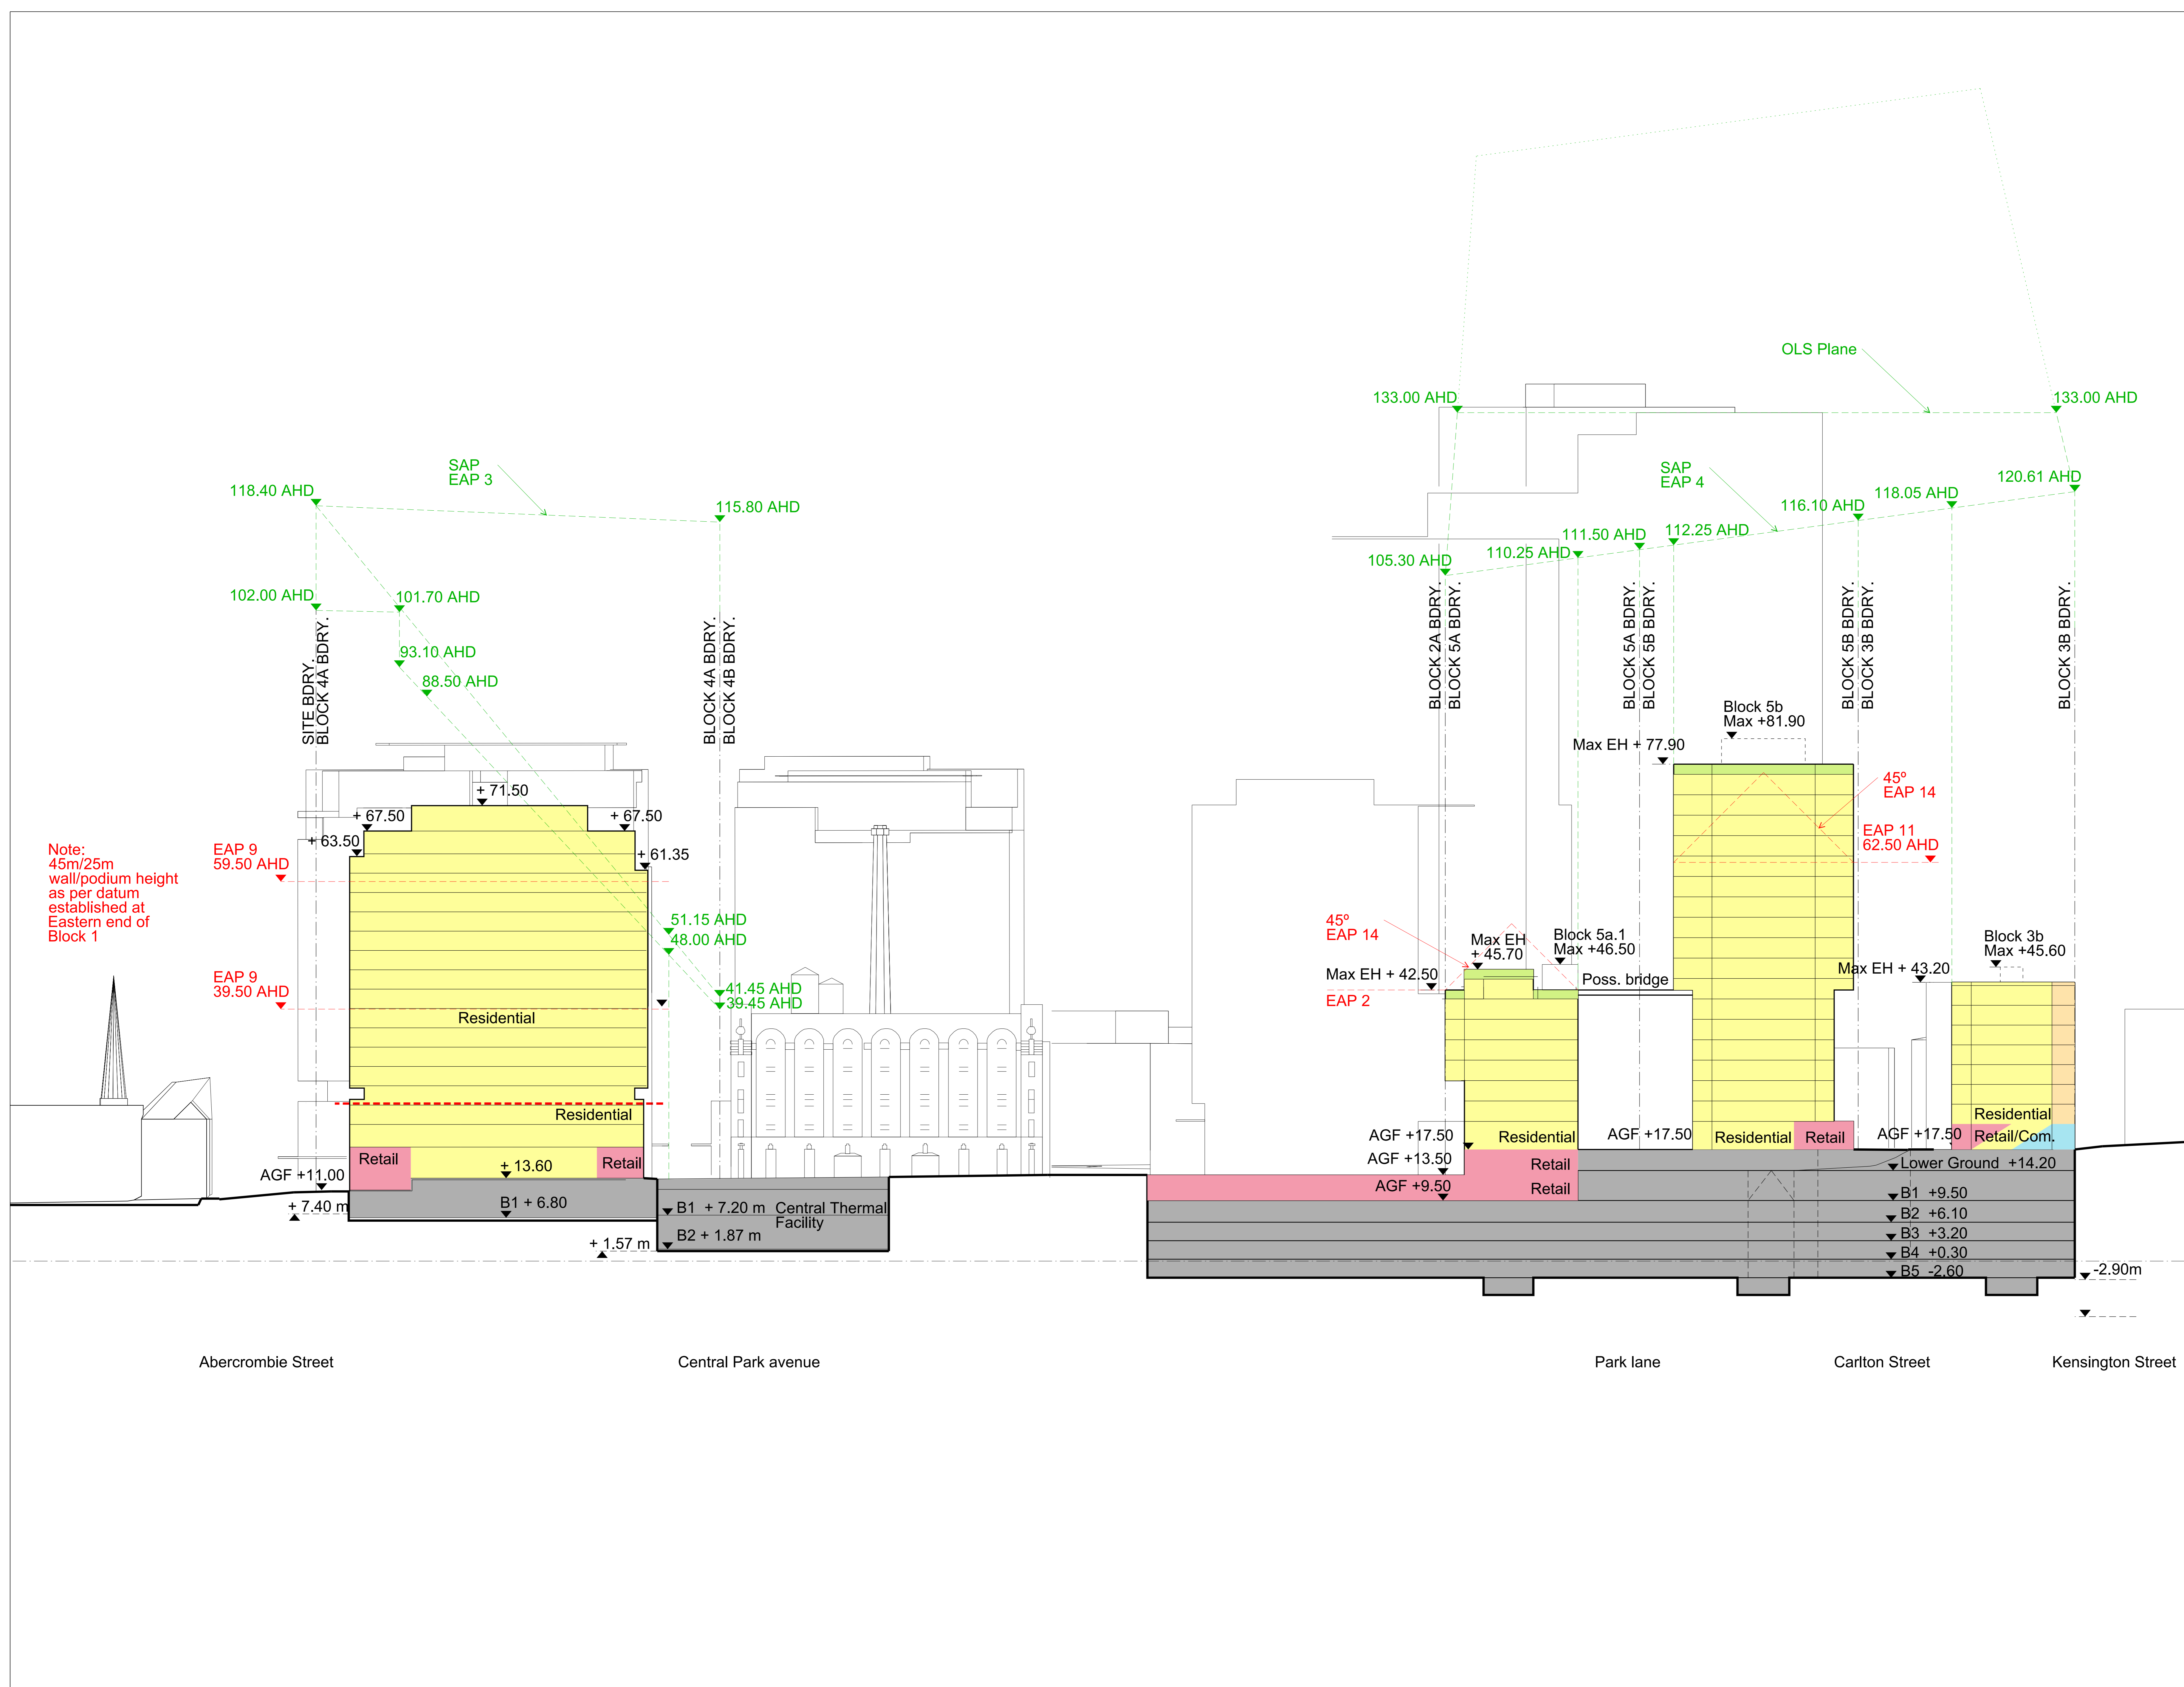 OLS Plane
133.00 AHD
133.00 AHD
SAP
EAP 3
SAP
EAP 4
118.40 AHD
115.80 AHD
120.61 AHD
118.05 AHD
116.10 AHD
112.25 AHD
111.50 AHD
110.25 AHD
105.30 AHD
102.00 AHD
101.70 AHD
93.10 AHD
88.50 AHD
SITE BDRY.
BLOCK 4A BDRY.
BLOCK 4A BDRY.
BLOCK 4B BDRY.
BLOCK 2A BDRY.
BLOCK 5A BDRY.
BLOCK 5A BDRY.
BLOCK 5B BDRY.
BLOCK 5B BDRY.
BLOCK 3B BDRY.
BLOCK 3B BDRY.
Block 5b
Max +81.90
Max EH + 77.90
45º
EAP 14
EAP 11
62.50 AHD
+ 71.50
+ 67.50
+ 67.50
+ 63.50
+ 61.35
Note:
45m/25m
wall/podium height
as per datum
established at
Eastern end of
Block 1
EAP 9
59.50 AHD
EAP 9
39.50 AHD
51.15 AHD
48.00 AHD
41.45 AHD
39.45 AHD
45º
EAP 14
Max EH
+ 45.70
Block 5a.1
Max +46.50
Max EH + 42.50
EAP 2
Poss. bridge
Block 3b
Max +45.60
Max EH + 43.20
Residential
Residential
Retail
Retail
AGF +11.00
+ 13.60
+ 7.40 m
B1 + 6.80
+ 1.57 m
B1 + 7.20 m
Central Thermal
Facility
B2 + 1.87 m
AGF +17.50
AGF +13.50
AGF +9.50
Residential
Retail
Retail
AGF +17.50
Residential
Retail
AGF +17.50
Residential
Retail/Com.
Lower Ground +14.20
B1 +9.50
B2 +6.10
B3 +3.20
B4 +0.30
B5 -2.60
-2.90m
Abercrombie Street
Central Park avenue
Park lane
Carlton Street
Kensington Street